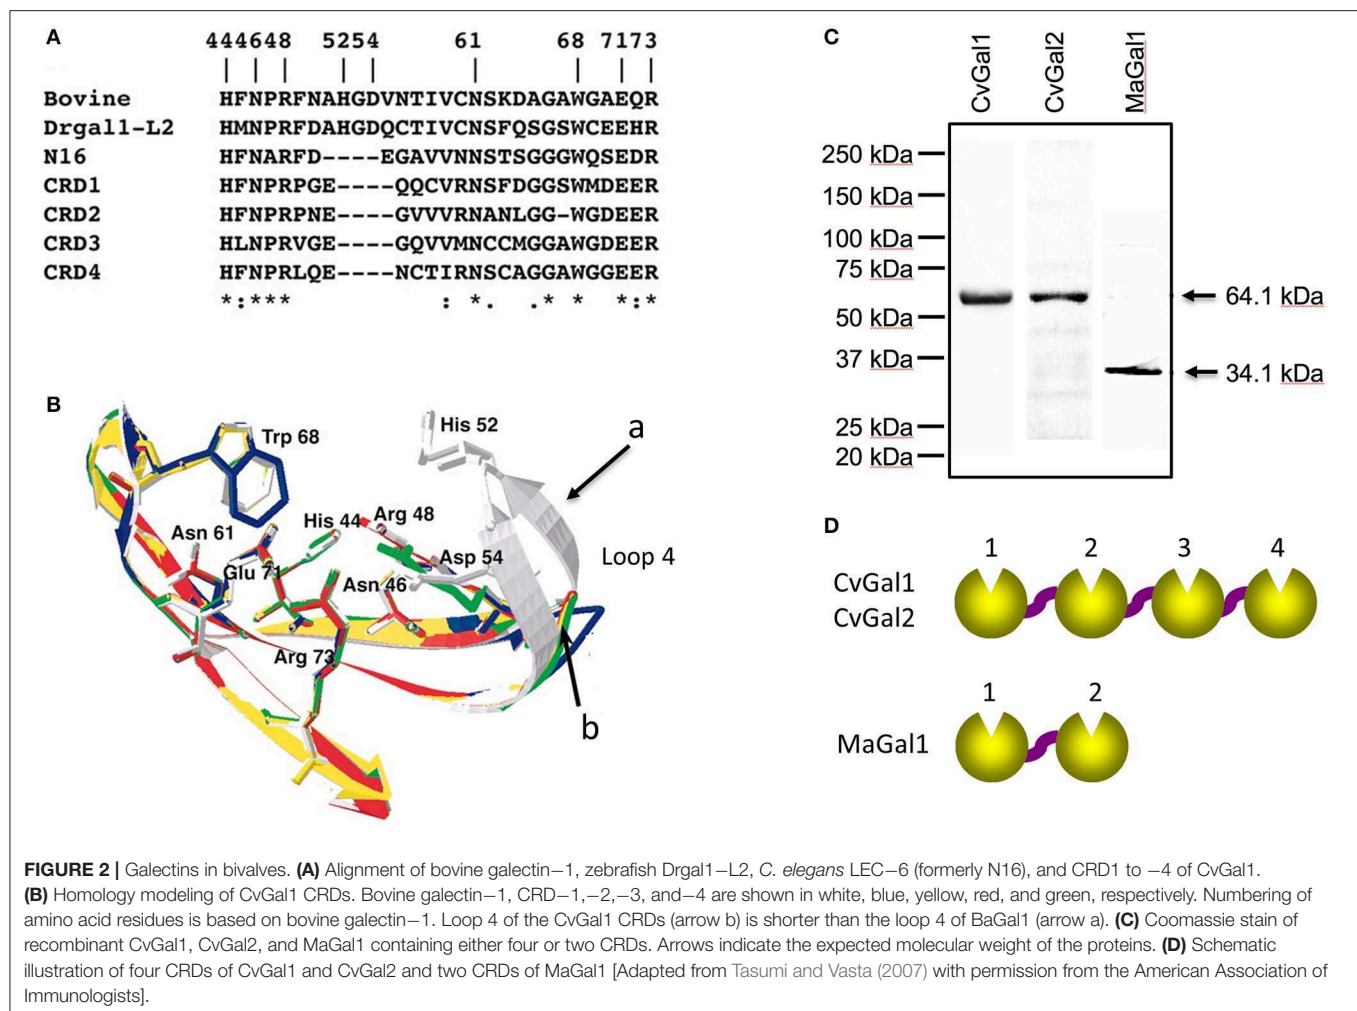 A
444648 5254 61 68 7173
Bovine HFNPRFNAHGDVNTIVCNSKDAGAWGAEQR
Drgal1-L2 HMNPRFDAHGDQCTIVCNSFQSGSWCEEHR
N16 HFNARFD----EGAVVNNSTSGGGWQSEDR
CRD1 HFNPRPGE----QQCVRNSFDGGSWMDEER
CRD2 HFNPRPNE----GVVVRNANLGG-WGDEER
CRD3 HLNPRVGE----GQVVMNCCMGGAWGDEER
CRD4 HFNPRLQE----NCTIRNSCAGGAWGGEER
*:*** : *. .* * *:*
B
Trp 68
His 52
a
Asn 61
His 44
Arg 48
Glu 71
Asp 54
Loop 4
Asn 46
Arg 73
b
C
CvGal1
CvGal2
MaGal1
250 kDa
150 kDa
100 kDa
75 kDa
64.1 kDa
50 kDa
37 kDa
34.1 kDa
25 kDa
20 kDa
D
1 2 3 4
CvGal1
CvGal2
1 2
MaGal1
FIGURE 2 | Galectins in bivalves. (A) Alignment of bovine galectin−1, zebrafish Drgal1−L2, C. elegans LEC−6 (formerly N16), and CRD1 to −4 of CvGal1.
(B) Homology modeling of CvGal1 CRDs. Bovine galectin−1, CRD−1,−2,−3, and−4 are shown in white, blue, yellow, red, and green, respectively. Numbering of
amino acid residues is based on bovine galectin−1. Loop 4 of the CvGal1 CRDs (arrow b) is shorter than the loop 4 of BaGal1 (arrow a). (C) Coomassie stain of
recombinant CvGal1, CvGal2, and MaGal1 containing either four or two CRDs. Arrows indicate the expected molecular weight of the proteins. (D) Schematic
illustration of four CRDs of CvGal1 and CvGal2 and two CRDs of MaGal1 [Adapted from Tasumi and Vasta (2007) with permission from the American Association of
Immunologists].